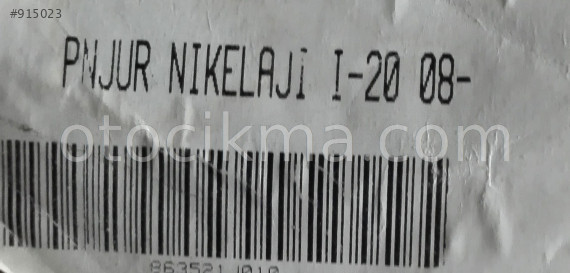 #915023
PNJUR NIKELAJI I-20 08-
otocikma.com